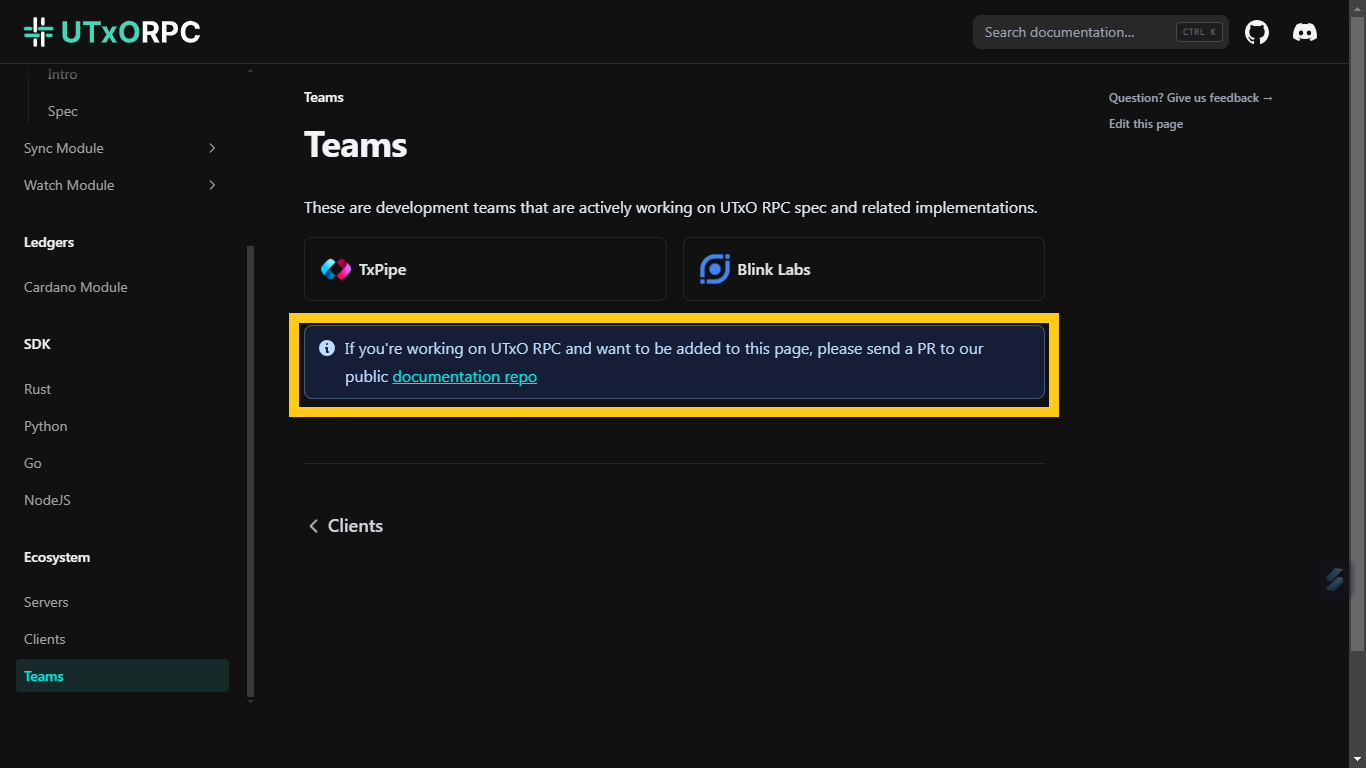 UTxORPC
Search documentation...
CTRL K
Intro
Spec
Sync Module
Watch Module
Ledgers
Cardano Module
SDK
Rust
Python
Go
NodeJS
Ecosystem
Servers
Clients
Teams
Teams
Teams
These are development teams that are actively working on UTxO RPC spec and related implementations.
TxPipe
Blink Labs
If you're working on UTxO RPC and want to be added to this page, please send a PR to our
public documentation repo
Clients
Question? Give us feedback →
Edit this page